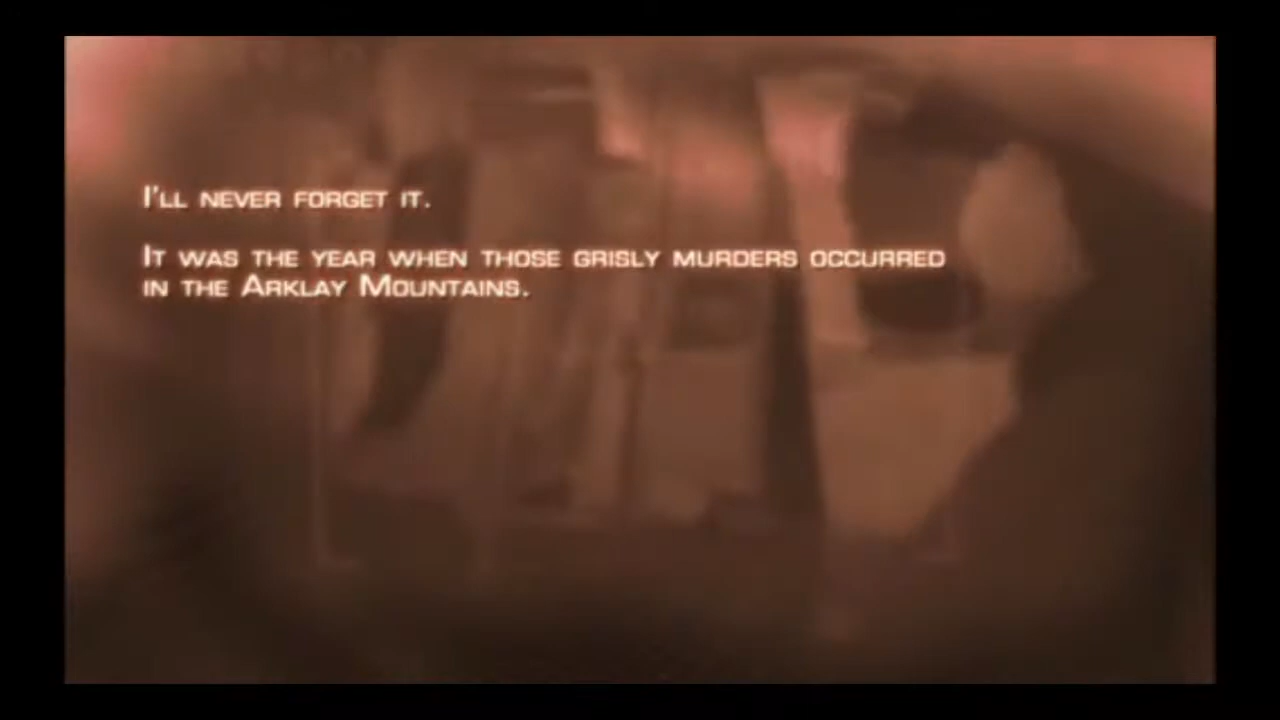 I'll never forget it.
It was the year when those grisly murders occurred
in the Arklay Mountains.